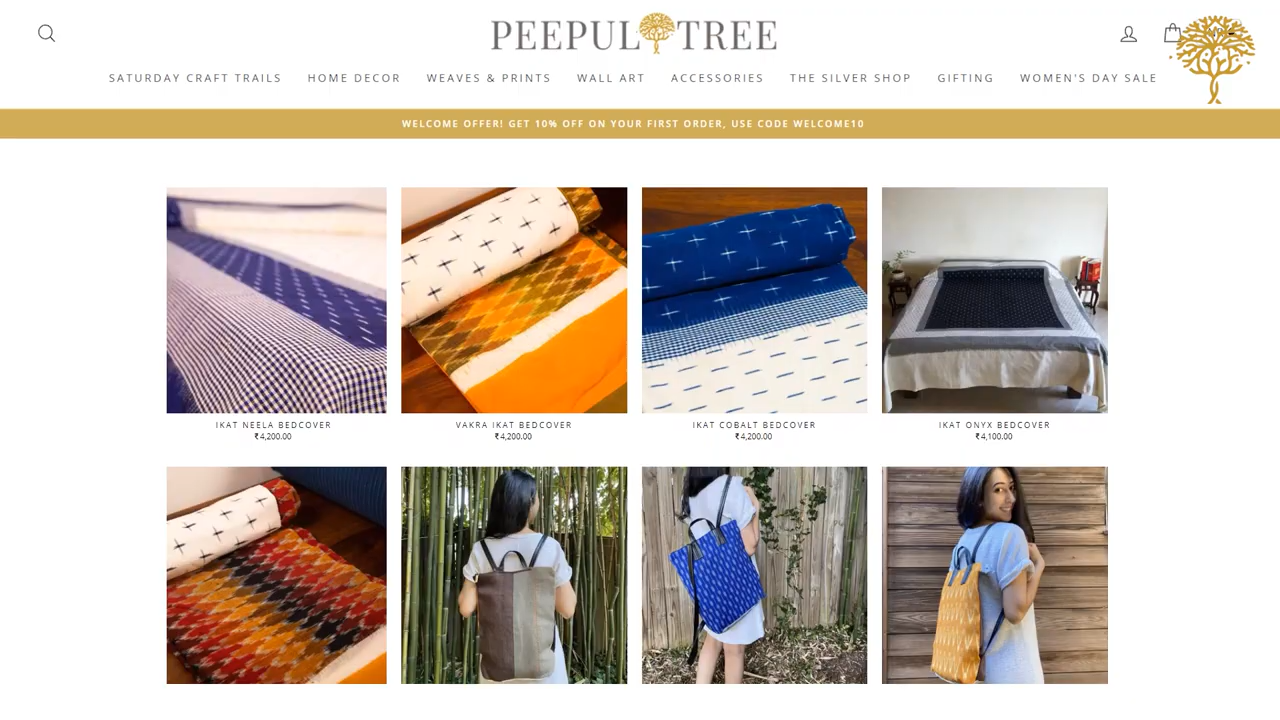 PEEPUL TREE
SATURDAY CRAFT TRAILS HOME DECOR WEAVES & PRINTS WALL ART ACCESSORIES THE SILVER SHOP GIFTING WOMEN'S DAY SALE
WELCOME OFFER! GET 10% OFF ON YOUR FIRST ORDER, USE CODE WELCOME10
IKAT NEELA BEDCOVER
₹4,200.00
VAKRA IKAT BEDCOVER
₹4,200.00
IKAT COBALT BEDCOVER
₹4,200.00
IKAT ONYX BEDCOVER
₹4,100.00